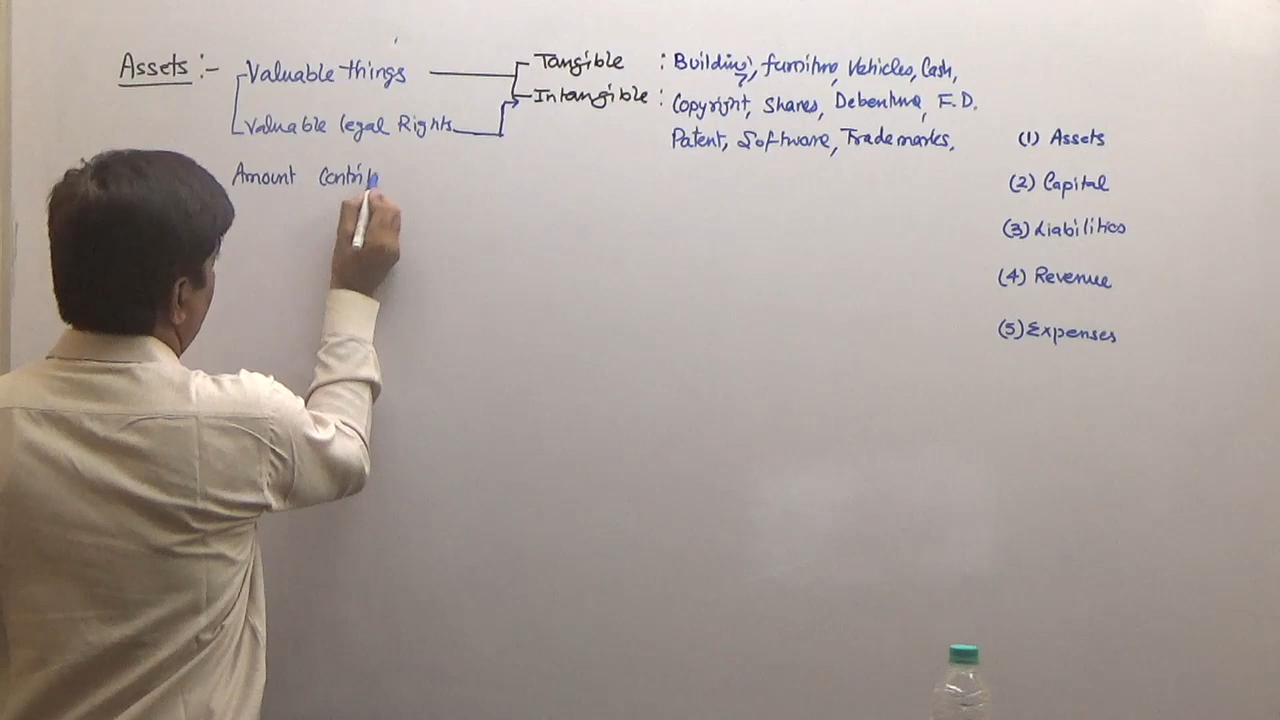 Assets :- Valuable things Tangible : Building, furniture, Vehicles, Cash,
Intangible : Copyright, Shares, Debenture, F.D.
Valuable legal Rights Patent, Software, Trademarks,
Amount Contrib
(1) Assets
(2) Capital
(3) Liabilities
(4) Revenue
(5) Expenses